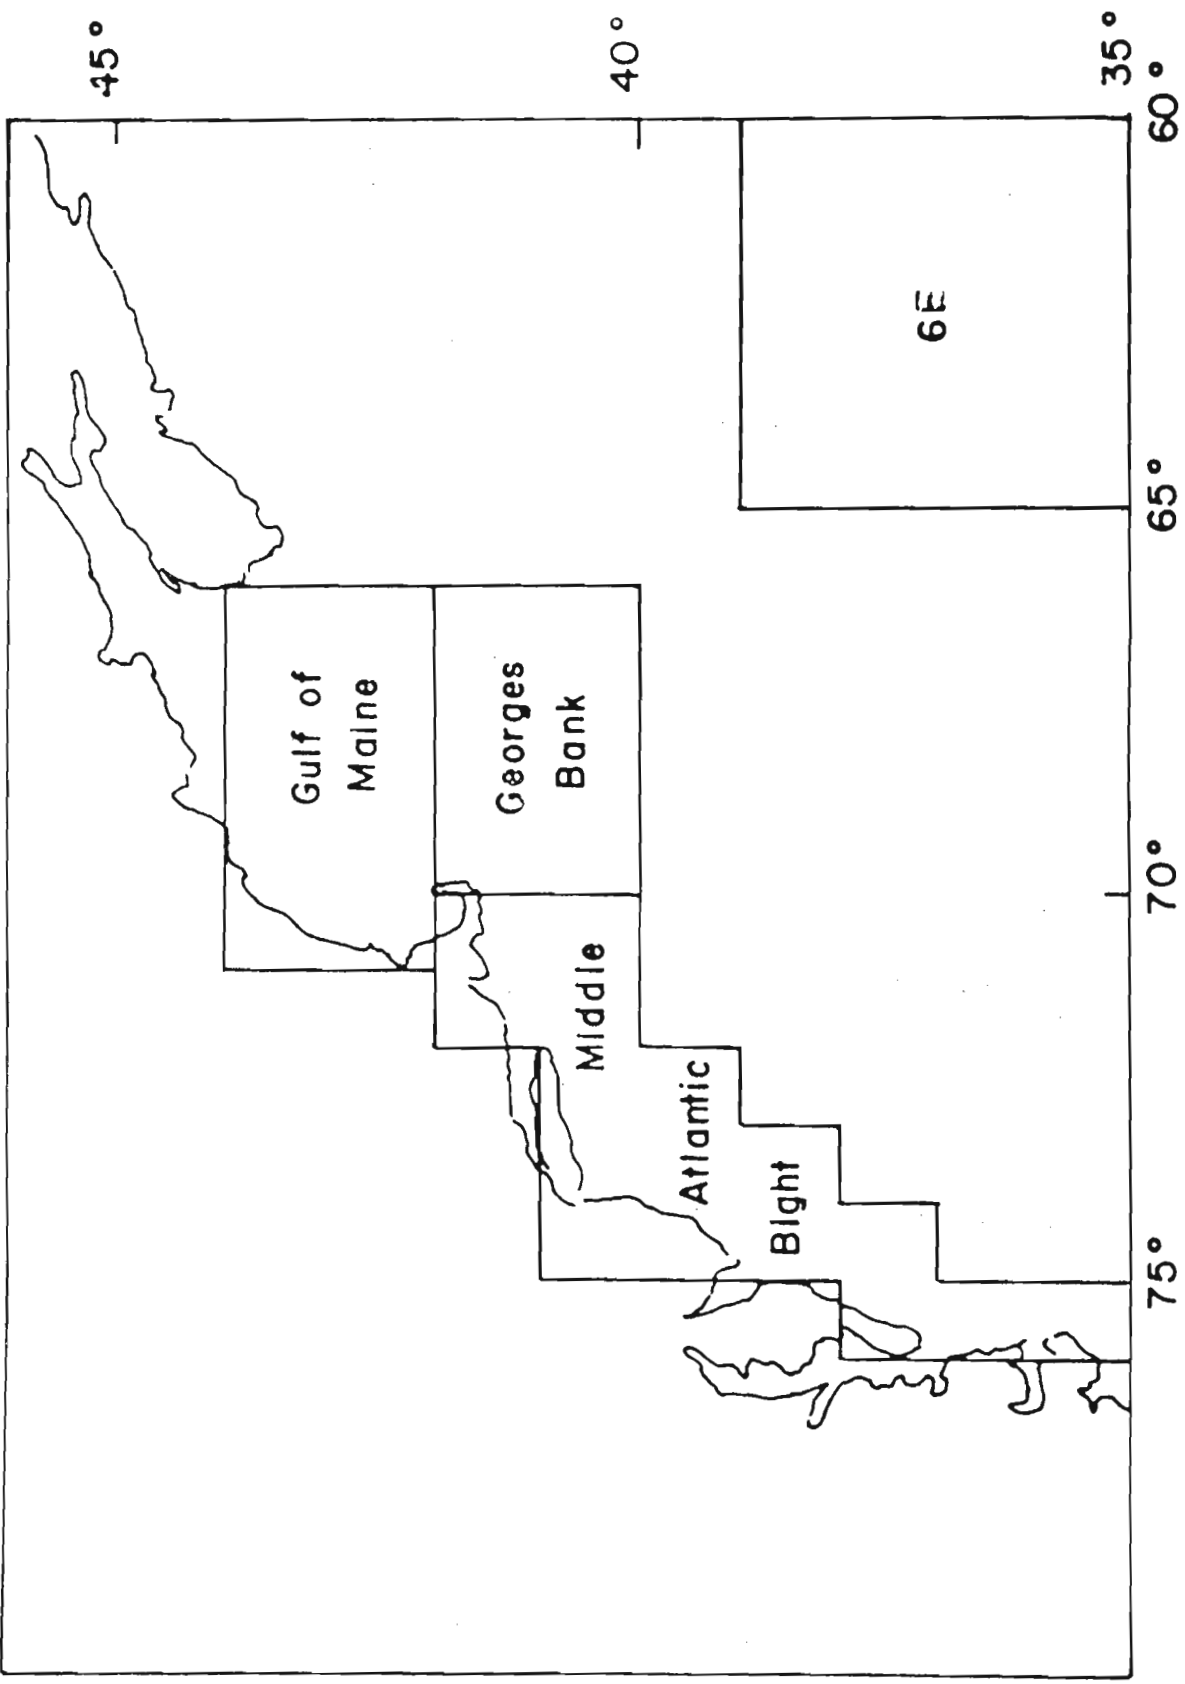 45°
40°
35°
Gulf of
Maine
Georges
Bank
Middle
Atlantic
Bight
6E
75°
70°
65°
60°